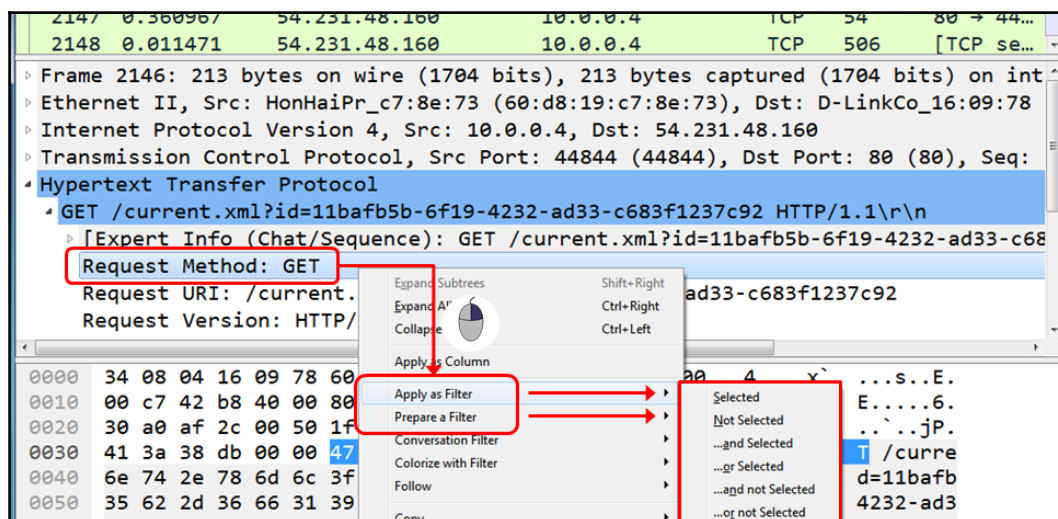 2147 0.360967 54.231.48.160 10.0.0.4 TCP 54 80 → 44…
2148 0.011471 54.231.48.160 10.0.0.4 TCP 506 [TCP se…
Frame 2146: 213 bytes on wire (1704 bits), 213 bytes captured (1704 bits) on int
Ethernet II, Src: HonHaiPr_c7:8e:73 (60:d8:19:c7:8e:73), Dst: D-LinkCo_16:09:78
Internet Protocol Version 4, Src: 10.0.0.4, Dst: 54.231.48.160
Transmission Control Protocol, Src Port: 44844 (44844), Dst Port: 80 (80), Seq:
Hypertext Transfer Protocol
GET /current.xml?id=11bafb5b-6f19-4232-ad33-c683f1237c92 HTTP/1.1\r\n
[Expert Info (Chat/Sequence): GET /current.xml?id=11bafb5b-6f19-4232-ad33-c68
Request Method: GET
Request URI: /current. ad33-c683f1237c92
Request Version: HTTP/
Expand Subtrees Shift+Right
Expand All Ctrl+Right
Collapse Ctrl+Left
Apply as Column
Apply as Filter
Prepare a Filter
Conversation Filter
Colorize with Filter
Follow
Copy
Selected
Not Selected
...and Selected
...or Selected
...and not Selected
...or not Selected
0000 34 08 04 16 09 78 60 00 4 x` ...s..E.
0010 00 c7 42 b8 40 00 80 E.....6.
0020 30 a0 af 2c 00 50 1f ..`..jP.
0030 41 3a 38 db 00 00 47 T /curre
0040 6e 74 2e 78 6d 6c 3f d=11bafb
0050 35 62 2d 36 66 31 39 4232-ad3